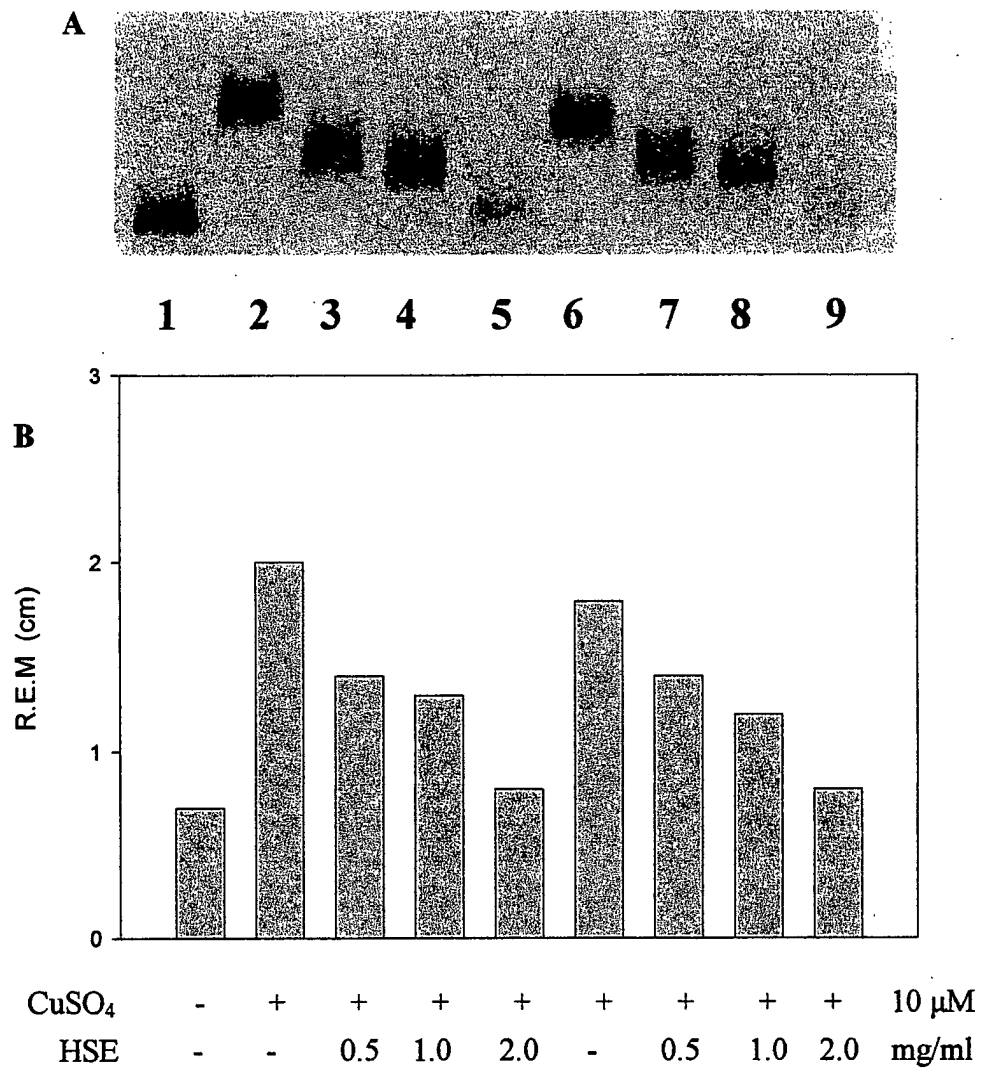 A
1 2 3 4 5 6 7 8 9
B
3
2
1
0
R.E.M (cm)
CuSO₄ - + + + + + + + + 10 µM
HSE - - 0.5 1.0 2.0 - 0.5 1.0 2.0 mg/ml